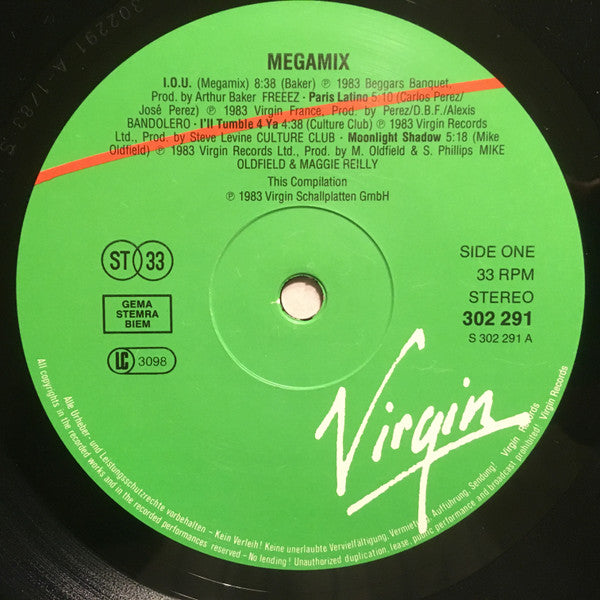 MEGAMIX
I.O.U. (Megamix) 8:38 (Baker) ℗ 1983 Beggars Banquet,
Prod. by Arthur Baker FREEEZ · Paris Latino 5:10 (Carlos Perez/
José Perez) ℗ 1983 Virgin France, Prod. by Perez/D.B.F./Alexis
BANDOLERO · I'll Tumble 4 Ya 4:38 (Culture Club) ℗ 1983 Virgin Records
Ltd., Prod. by Steve Levine CULTURE CLUB · Moonlight Shadow 5:18 (Mike
Oldfield) ℗ 1983 Virgin Records Ltd., Prod. by M. Oldfield & S. Phillips MIKE
OLDFIELD & MAGGIE REILLY
This Compilation
℗ 1983 Virgin Schallplatten GmbH
ST 33
GEMA
STEMRA
BIEM
LC 3098
SIDE ONE
33 RPM
STEREO
302 291
S 302 291 A
Virgin
Alle Urheber- und Leistungsschutzrechte vorbehalten – Kein Verleih! Keine unerlaubte Vervielfältigung, Vermietung, Aufführung, Sendung! Virgin Records
All copyrights in the recorded works and in the recorded performances reserved – No lending! Unauthorized duplication, lease, public performance and broadcast prohibited! Virgin Records